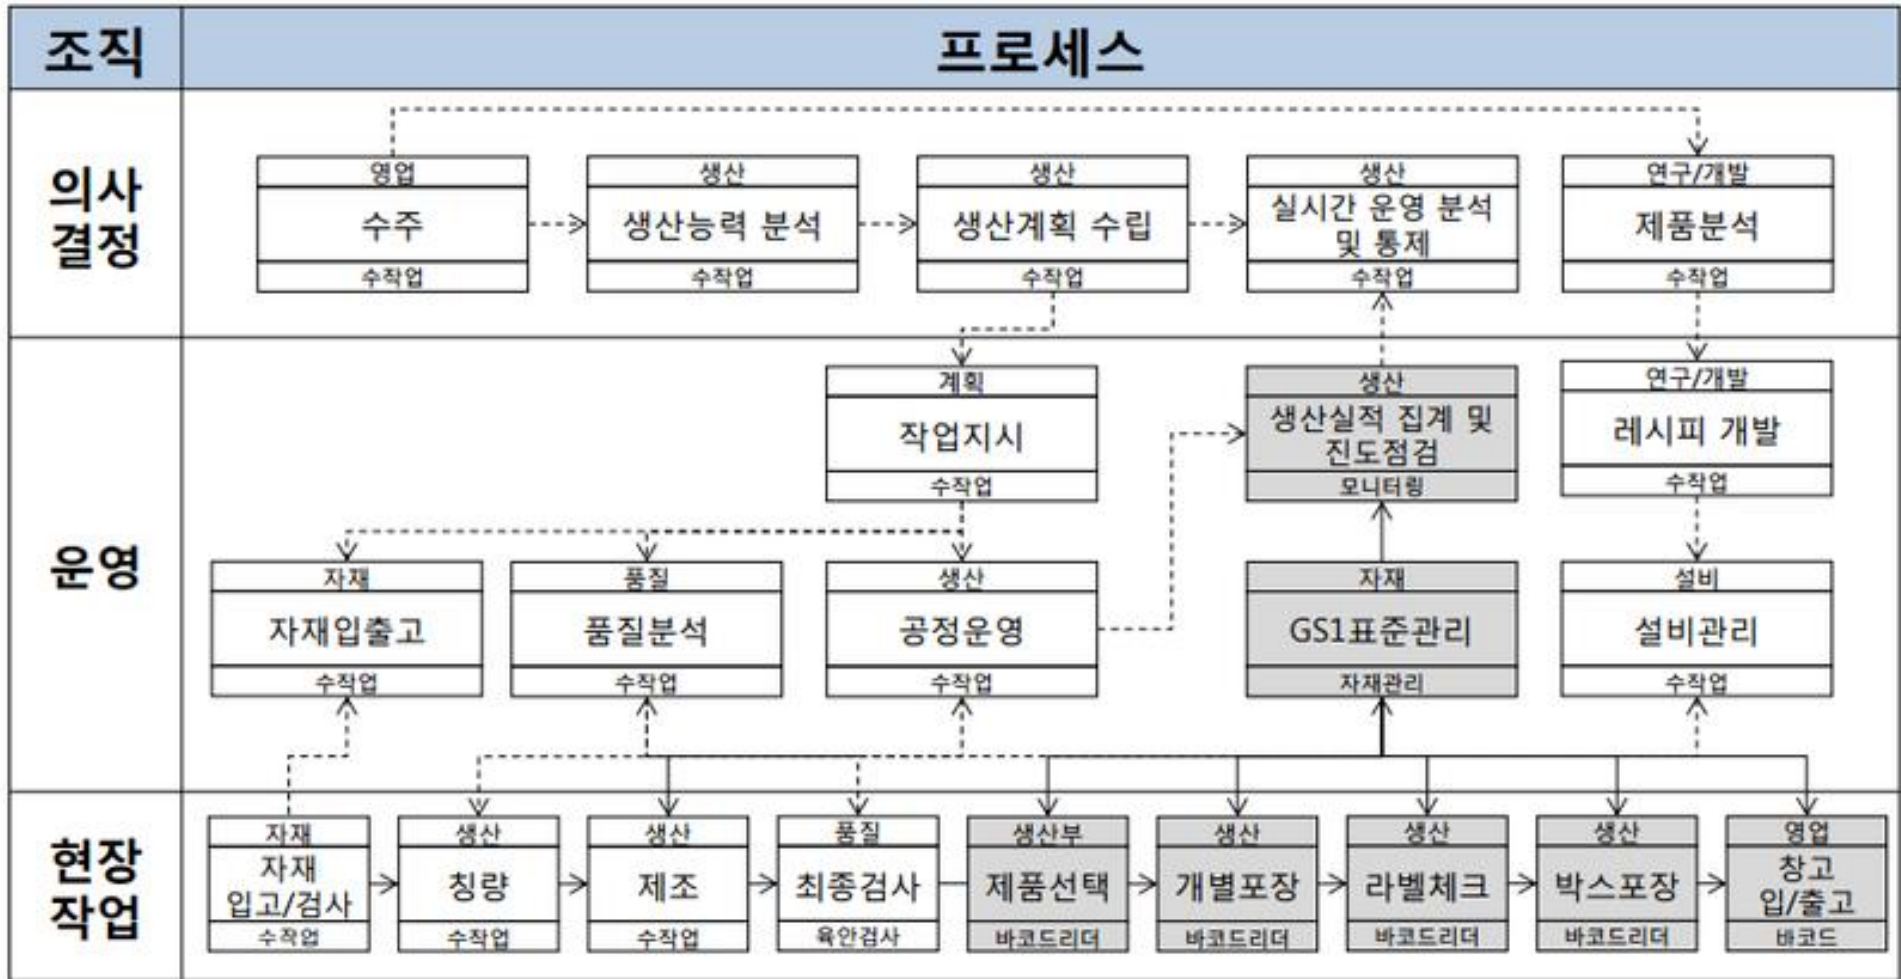 조직
프로세스
의사
결정
영업
수주
수작업
생산
생산능력 분석
수작업
생산
생산계획 수립
수작업
생산
실시간 운영 분석
및 통제
수작업
연구/개발
제품분석
수작업
운영
계획
작업지시
수작업
생산
생산실적 집계 및
진도점검
모니터링
연구/개발
레시피 개발
수작업
자재
자재입출고
수작업
품질
품질분석
수작업
생산
공정운영
수작업
자재
GS1표준관리
자재관리
설비
설비관리
수작업
현장
작업
자재
자재
입고/검사
수작업
생산
칭량
수작업
생산
제조
수작업
품질
최종검사
육안검사
생산부
제품선택
바코드리더
생산
개별포장
바코드리더
생산
라벨체크
바코드리더
생산
박스포장
바코드리더
영업
창고
입/출고
바코드